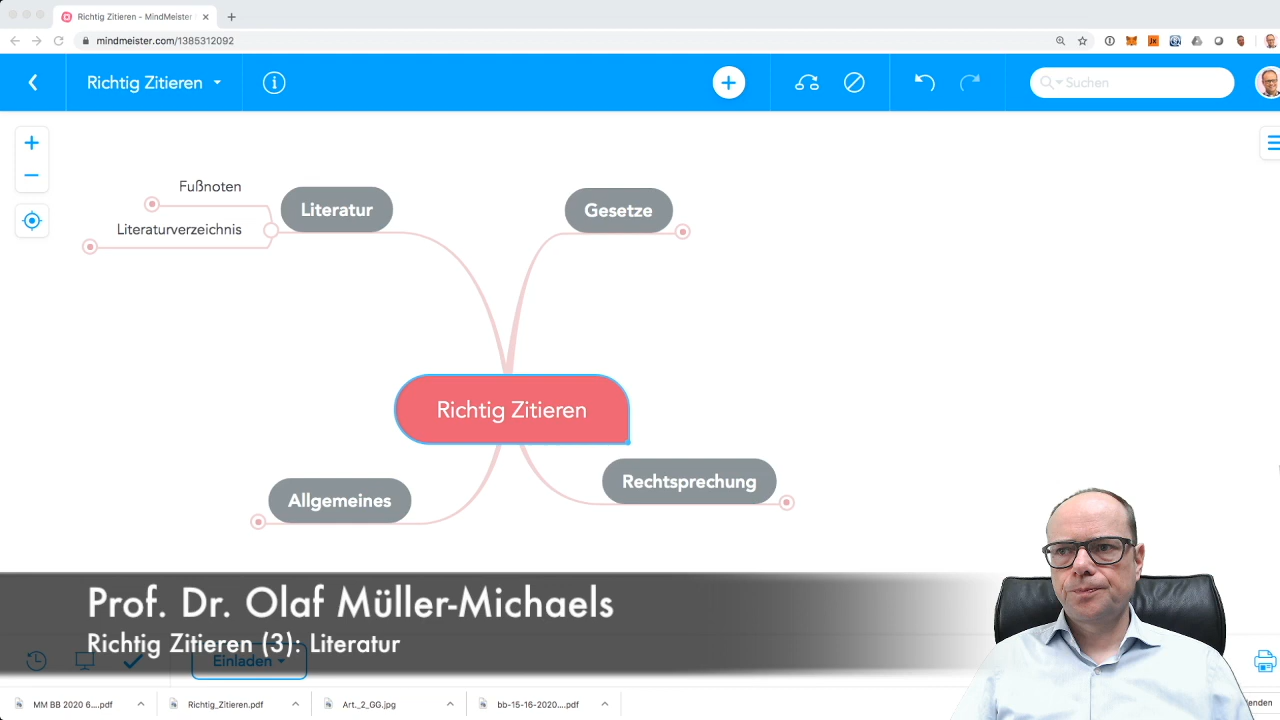 Richtig Zitieren - MindMeister
mindmeister.com/1385312092
Richtig Zitieren
Suchen
Fußnoten
Literaturverzeichnis
Literatur
Gesetze
Richtig Zitieren
Allgemeines
Rechtsprechung
Prof. Dr. Olaf Müller-Michaels
Richtig Zitieren (3): Literatur
Einladen
MM BB 2020 6....pdf
Richtig_Zitieren.pdf
Art._2_GG.jpg
bb-15-16-2020....pdf